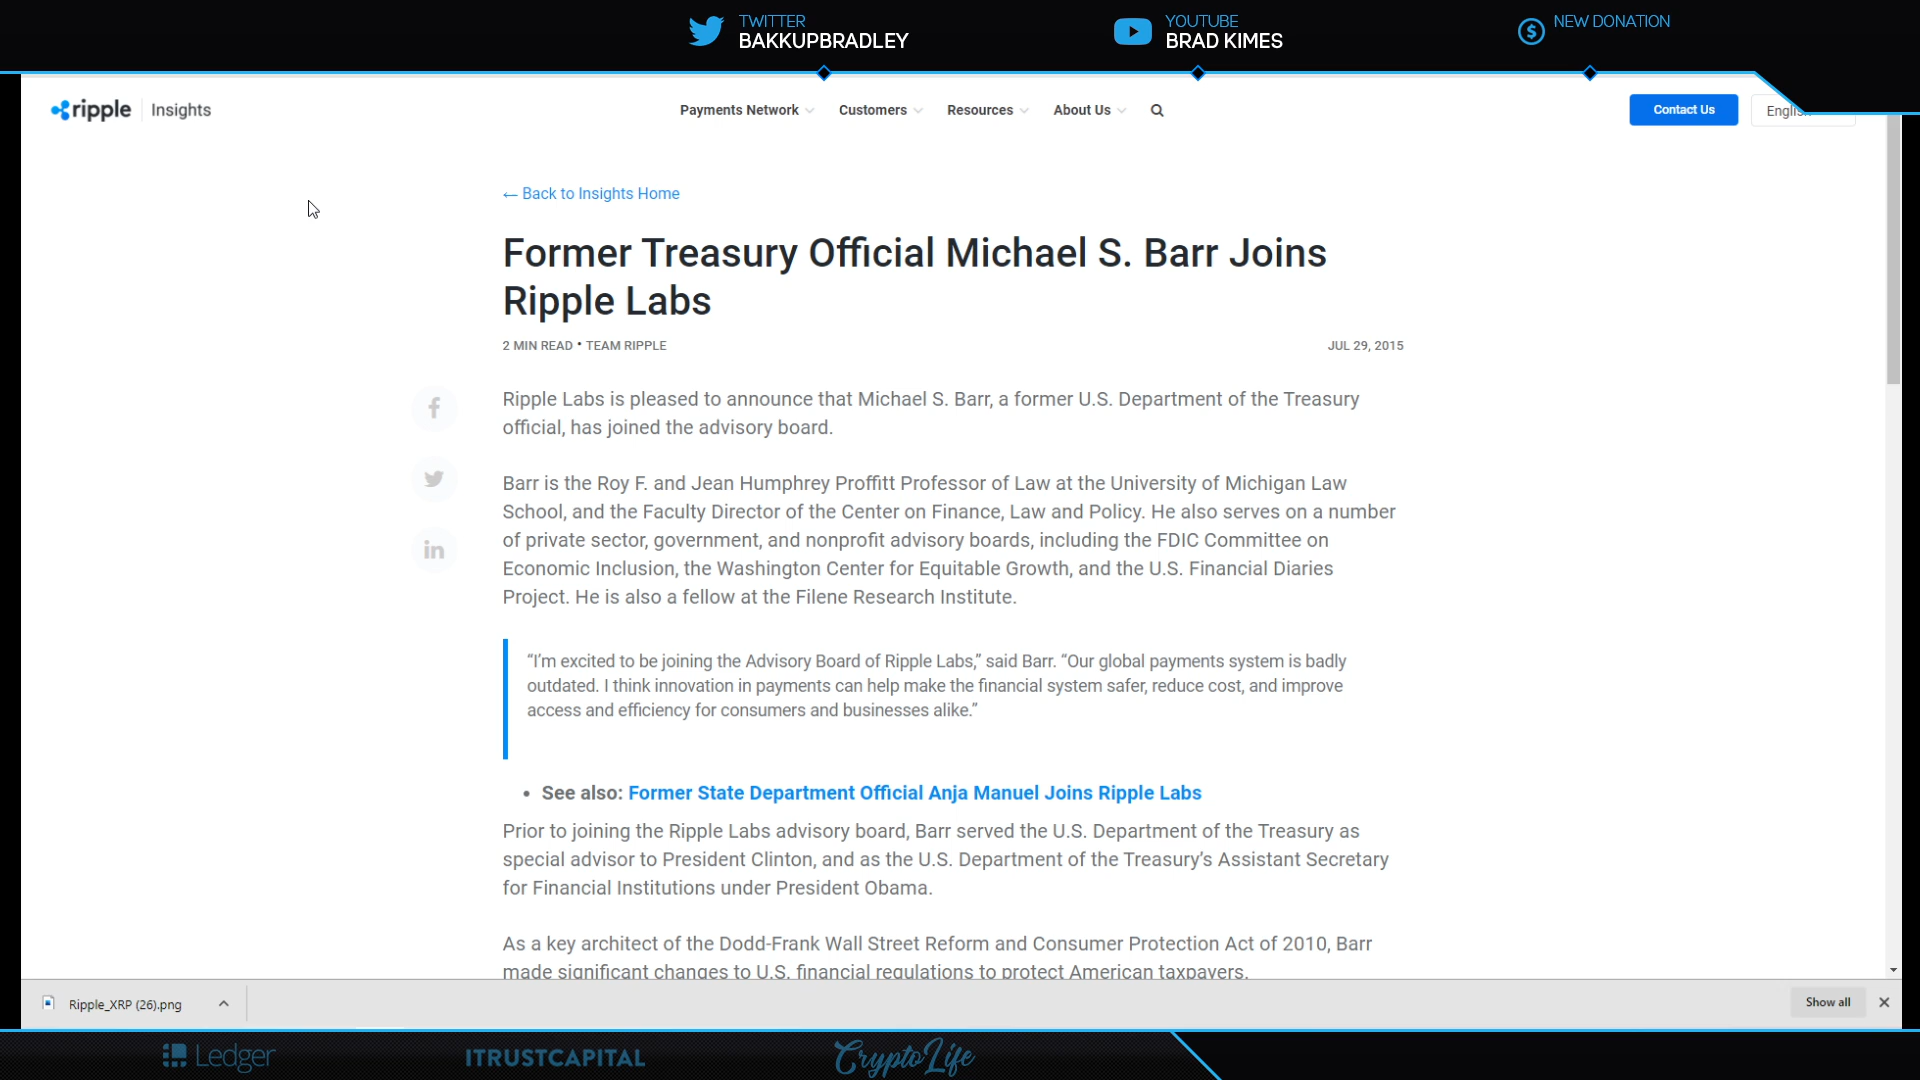 TWITTER
BAKKUPBRADLEY
YOUTUBE
BRAD KIMES
NEW DONATION
ripple Insights
Payments Network
Customers
Resources
About Us
Contact Us
← Back to Insights Home
Former Treasury Official Michael S. Barr Joins
Ripple Labs
2 MIN READ • TEAM RIPPLE
JUL 29, 2015
Ripple Labs is pleased to announce that Michael S. Barr, a former U.S. Department of the Treasury
official, has joined the advisory board.
Barr is the Roy F. and Jean Humphrey Proffitt Professor of Law at the University of Michigan Law
School, and the Faculty Director of the Center on Finance, Law and Policy. He also serves on a number
of private sector, government, and nonprofit advisory boards, including the FDIC Committee on
Economic Inclusion, the Washington Center for Equitable Growth, and the U.S. Financial Diaries
Project. He is also a fellow at the Filene Research Institute.
“I’m excited to be joining the Advisory Board of Ripple Labs,” said Barr. “Our global payments system is badly
outdated. I think innovation in payments can help make the financial system safer, reduce cost, and improve
access and efficiency for consumers and businesses alike.”
• See also: Former State Department Official Anja Manuel Joins Ripple Labs
Prior to joining the Ripple Labs advisory board, Barr served the U.S. Department of the Treasury as
special advisor to President Clinton, and as the U.S. Department of the Treasury’s Assistant Secretary
for Financial Institutions under President Obama.
As a key architect of the Dodd-Frank Wall Street Reform and Consumer Protection Act of 2010, Barr
made significant changes to U.S. financial regulations to protect American taxpayers.
Ripple_XRP (26).png
Show all
Ledger
ITRUSTCAPITAL
CryptoLife